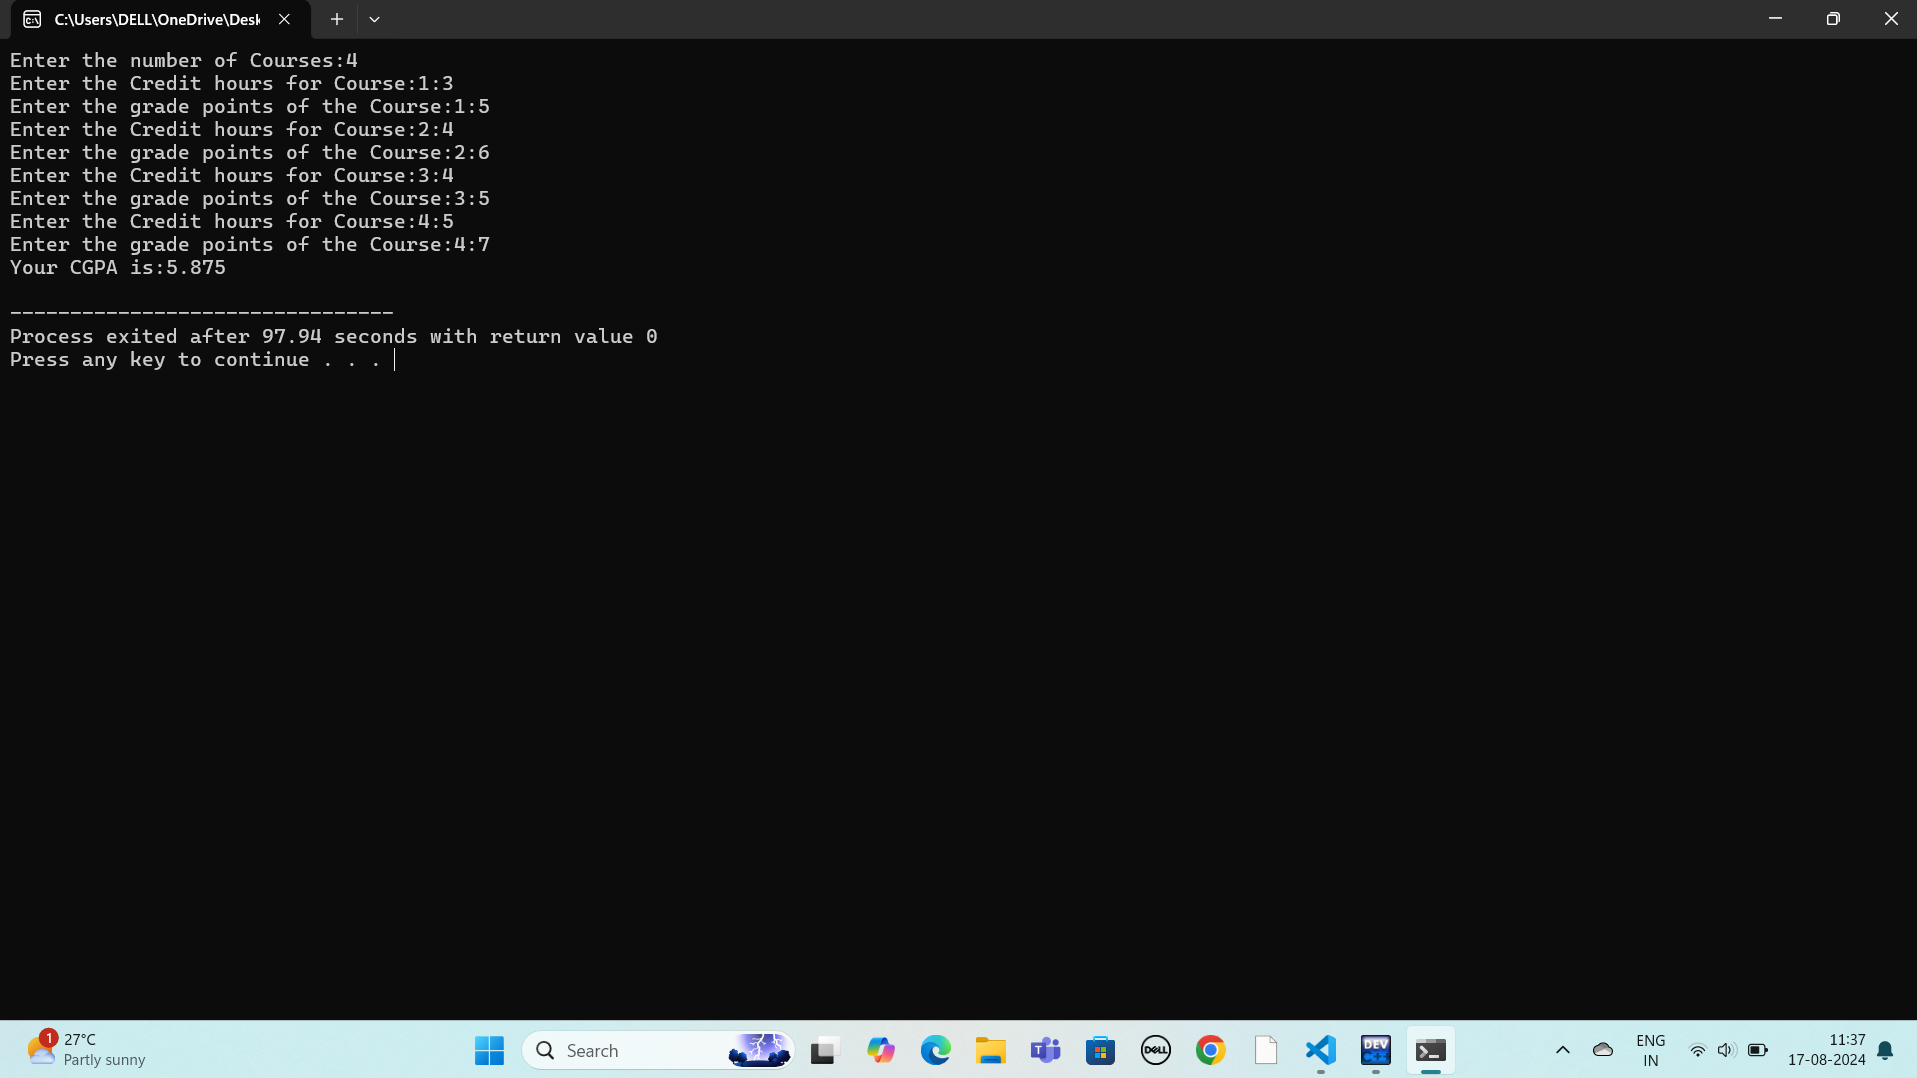 C:\Users\DELL\OneDrive\Desk
Enter the number of Courses:4
Enter the Credit hours for Course:1:3
Enter the grade points of the Course:1:5
Enter the Credit hours for Course:2:4
Enter the grade points of the Course:2:6
Enter the Credit hours for Course:3:4
Enter the grade points of the Course:3:5
Enter the Credit hours for Course:4:5
Enter the grade points of the Course:4:7
Your CGPA is:5.875
--------------------------------
Process exited after 97.94 seconds with return value 0
Press any key to continue . . .
1
27°C
Partly sunny
Search
T
DELL
DEV
C++
ENG
IN
11:37
17-08-2024